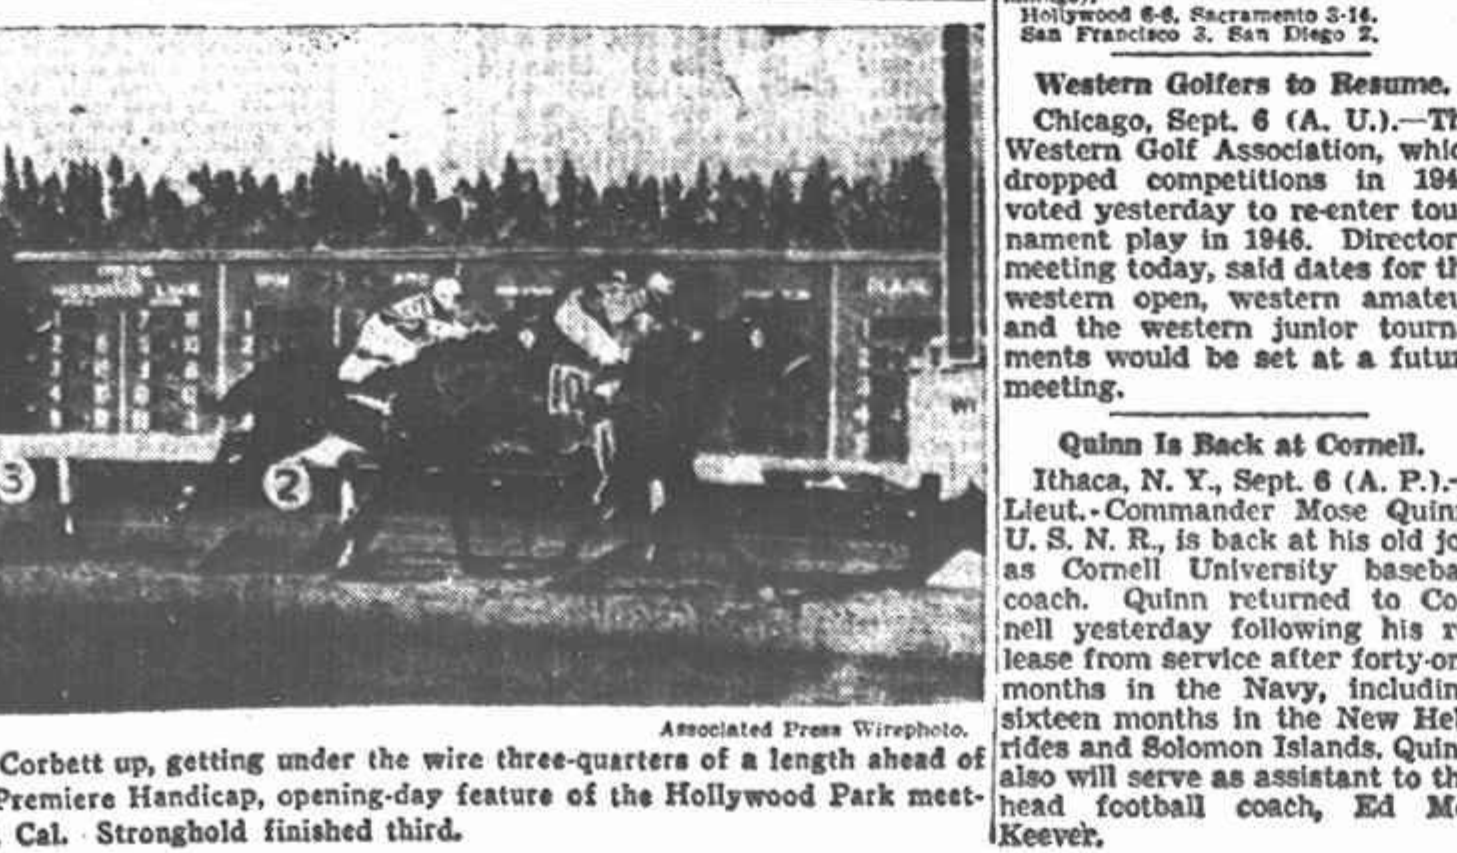 3
2
10
PLACE
Associated Press Wirephoto.
Corbett up, getting under the wire three-quarters of a length ahead of
Premiere Handicap, opening-day feature of the Hollywood Park meet-
, Cal. Stronghold finished third.
Hollywood 6-6, Sacramento 3-14.
San Francisco 3, San Diego 2.
Western Golfers to Resume.
Chicago, Sept. 6 (A. U.).—Th
Western Golf Association, whic
dropped competitions in 194
voted yesterday to re-enter tou
nament play in 1946. Director
meeting today, said dates for th
western open, western amateu
and the western junior tourn
ments would be set at a futur
meeting.
Quinn Is Back at Cornell.
Ithaca, N. Y., Sept. 6 (A. P.).-
Lieut.-Commander Mose Quin
U. S. N. R., is back at his old jo
as Cornell University baseba
coach. Quinn returned to Co
nell yesterday following his r
lease from service after forty-on
months in the Navy, includin
sixteen months in the New Heb
rides and Solomon Islands. Quin
also will serve as assistant to th
head football coach, Ed Mc
Keever.